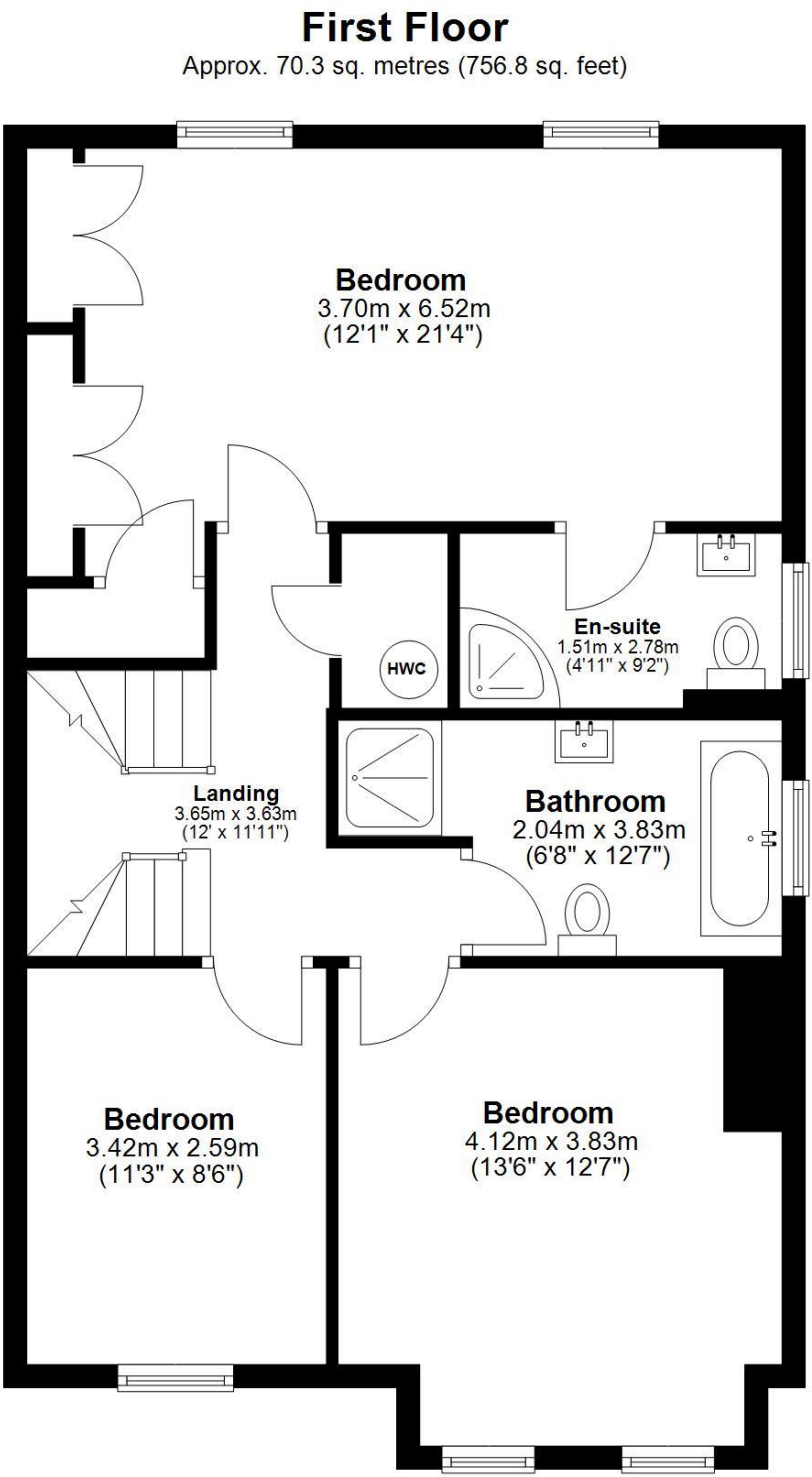 First Floor
Approx. 70.3 sq. metres (756.8 sq. feet)
Bedroom
3.70m x 6.52m
(12'1" x 21'4")
En-suite
1.51m x 2.78m
(4'11" x 9'2")
HWC
Landing
3.65m x 3.63m
(12' x 11'11")
Bathroom
2.04m x 3.83m
(6'8" x 12'7")
Bedroom
3.42m x 2.59m
(11'3" x 8'6")
Bedroom
4.12m x 3.83m
(13'6" x 12'7")